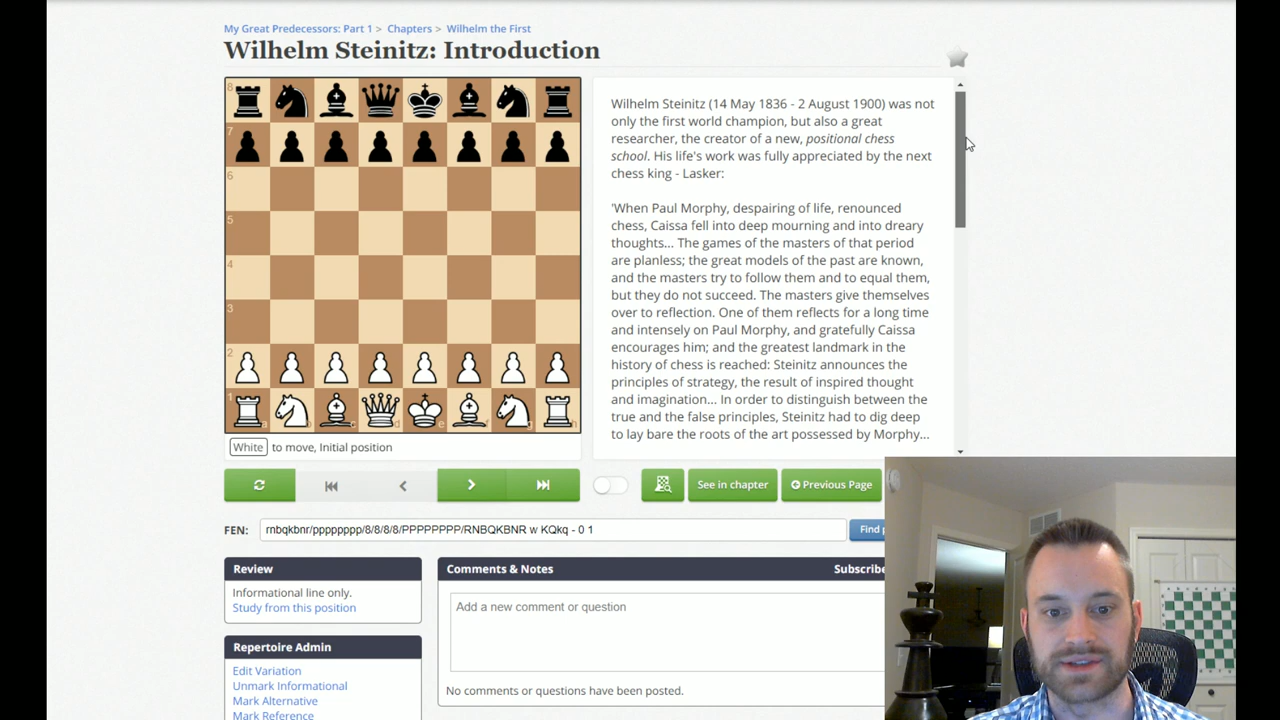 My Great Predecessors: Part 1 > Chapters > Wilhelm the First
Wilhelm Steinitz: Introduction
8
7
6
5
4
3
2
1
a b c d e f g h
White to move, Initial position
Wilhelm Steinitz (14 May 1836 - 2 August 1900) was not
only the first world champion, but also a great
researcher, the creator of a new, positional chess
school. His life's work was fully appreciated by the next
chess king - Lasker:
'When Paul Morphy, despairing of life, renounced
chess, Caissa fell into deep mourning and into dreary
thoughts... The games of the masters of that period
are planless; the great models of the past are known,
and the masters try to follow them and to equal them,
but they do not succeed. The masters give themselves
over to reflection. One of them reflects for a long time
and intensely on Paul Morphy, and gratefully Caissa
encourages him; and the greatest landmark in the
history of chess is reached: Steinitz announces the
principles of strategy, the result of inspired thought
and imagination... In order to distinguish between the
true and the false principles, Steinitz had to dig deep
to lay bare the roots of the art possessed by Morphy...
See in chapter
Previous Page
FEN: rnbqkbnr/pppppppp/8/8/8/8/PPPPPPPP/RNBQKBNR w KQkq - 0 1
Find
Review
Informational line only.
Study from this position
Repertoire Admin
Edit Variation
Unmark Informational
Mark Alternative
Mark Reference
Comments & Notes
Subscribe
Add a new comment or question
No comments or questions have been posted.